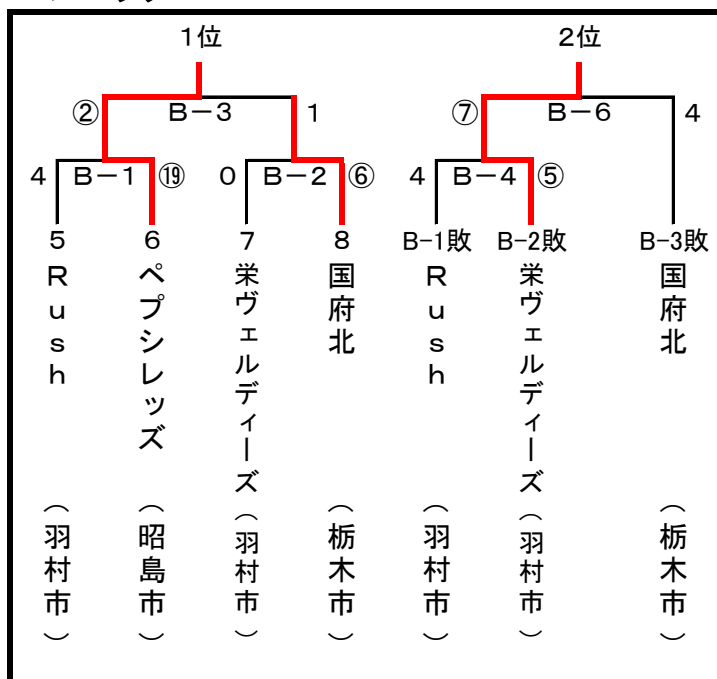 1位 2位
② B－3 1 ⑦ B－6 4
4 B－1 ⑲ 0 B－2 ⑥ 4 B－4 ⑤
5 6 7 8 B-1敗 B-2敗 B-3敗
Rush（羽村市）
ペプシレッズ（昭島市）
栄ヴェルディーズ（羽村市）
国府北（栃木市）
Rush（羽村市）
栄ヴェルディーズ（羽村市）
国府北（栃木市）